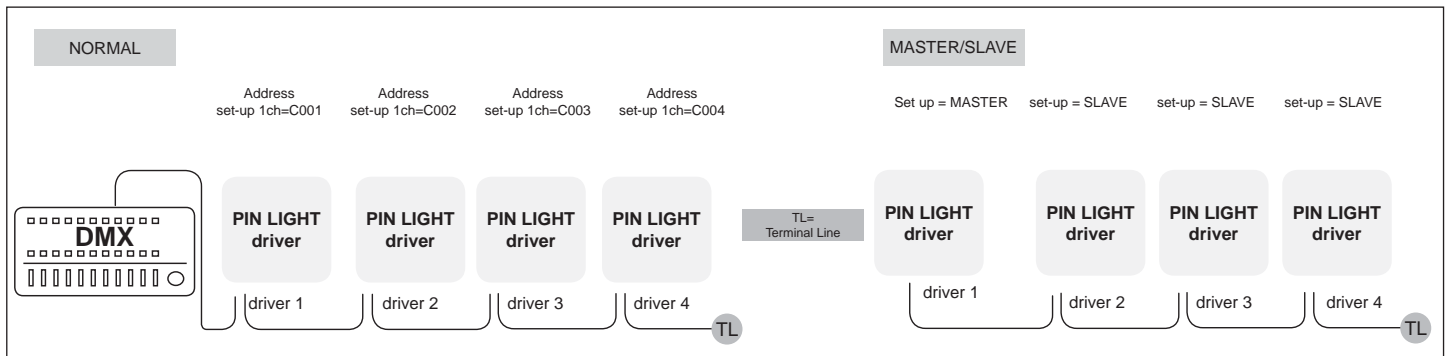 NORMAL
Address
set-up 1ch=C001
Address
set-up 1ch=C002
Address
set-up 1ch=C003
Address
set-up 1ch=C004
DMX
PIN LIGHT
driver
PIN LIGHT
driver
PIN LIGHT
driver
PIN LIGHT
driver
driver 1
driver 2
driver 3
driver 4
TL
TL=
Terminal Line
MASTER/SLAVE
Set up = MASTER
set-up = SLAVE
set-up = SLAVE
set-up = SLAVE
PIN LIGHT
driver
PIN LIGHT
driver
PIN LIGHT
driver
PIN LIGHT
driver
driver 1
driver 2
driver 3
driver 4
TL